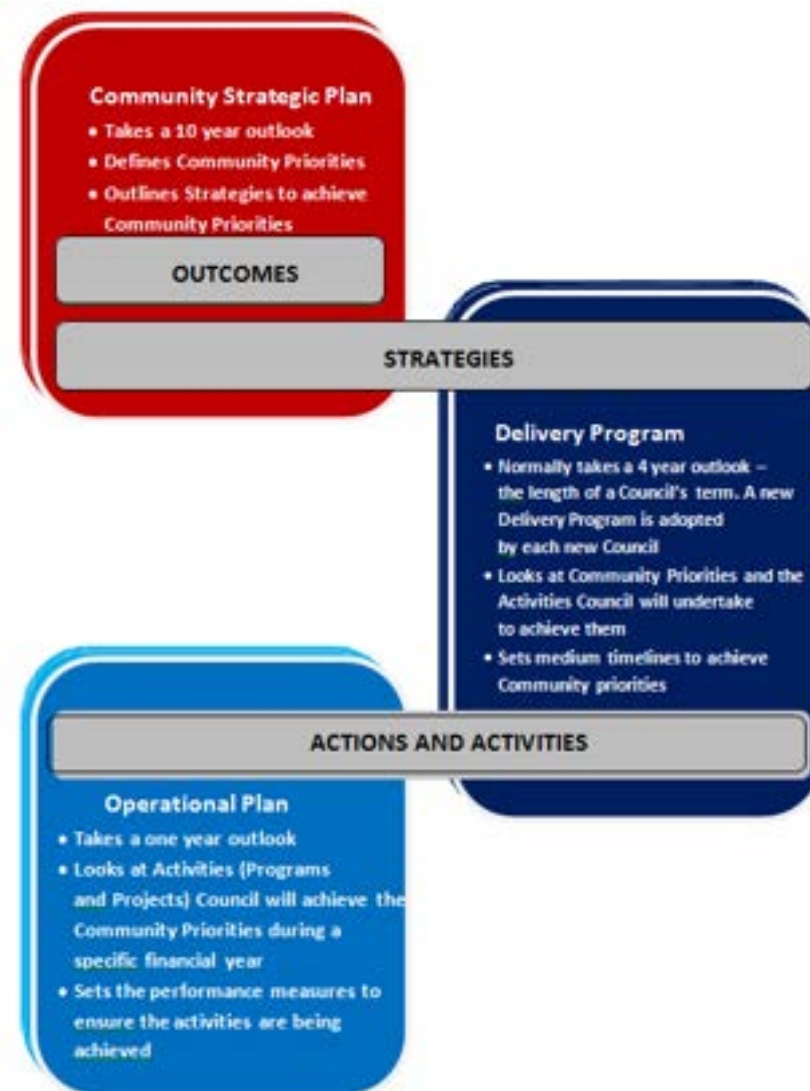 Community Strategic Plan
• Takes a 10 year outlook
• Defines Community Priorities
• Outlines Strategies to achieve
Community Priorities
OUTCOMES
STRATEGIES
Delivery Program
• Normally takes a 4 year outlook –
the length of a Council's term. A new
Delivery Program is adopted
by each new Council
• Looks at Community Priorities and the
Activities Council will undertake
to achieve them
• Sets medium timelines to achieve
Community priorities
ACTIONS AND ACTIVITIES
Operational Plan
• Takes a one year outlook
• Looks at Activities (Programs
and Projects) Council will achieve the
Community Priorities during a
specific financial year
• Sets the performance measures to
ensure the activities are being
achieved